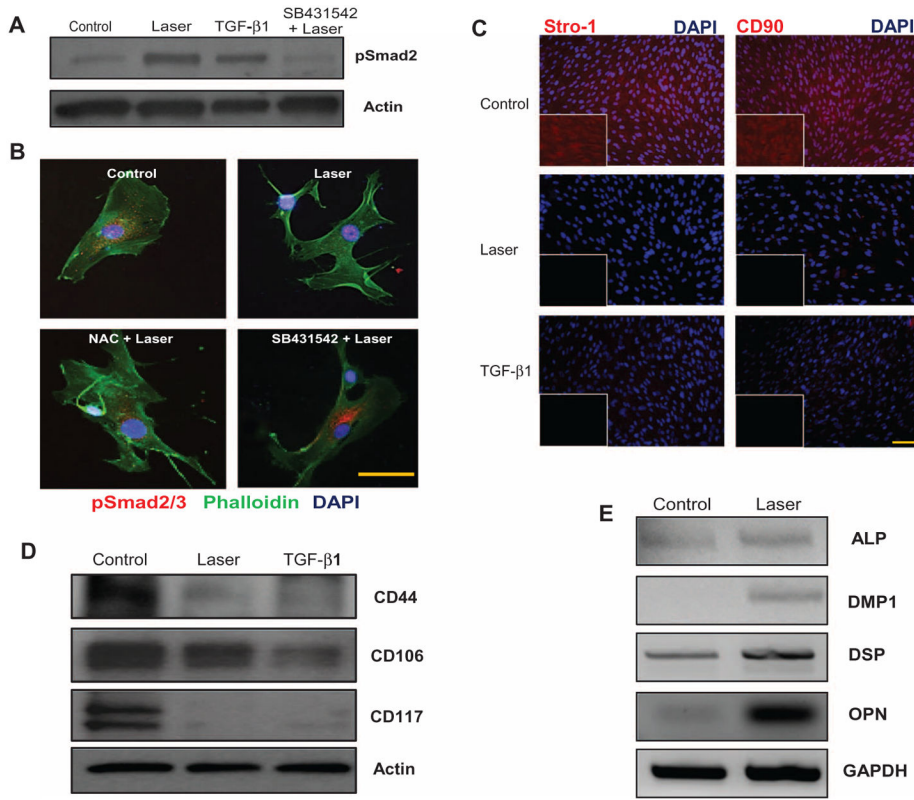 A
Control Laser TGF-β1 SB431542 + Laser
pSmad2
Actin
B
Control Laser
NAC + Laser SB431542 + Laser
pSmad2/3 Phalloidin DAPI
C
Stro-1 DAPI CD90 DAPI
Control
Laser
TGF-β1
D
Control Laser TGF-β1
CD44
CD106
CD117
Actin
E
Control Laser
ALP
DMP1
DSP
OPN
GAPDH